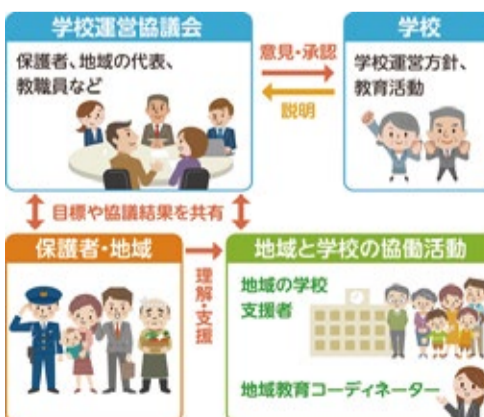 学校運営協議会
保護者、地域の代表、
教職員など
意見・承認
説明
学校
学校運営方針、
教育活動
目標や協議結果を共有
保護者・地域
理解・支援
地域と学校の協働活動
地域の学校
支援者
地域教育コーディネーター